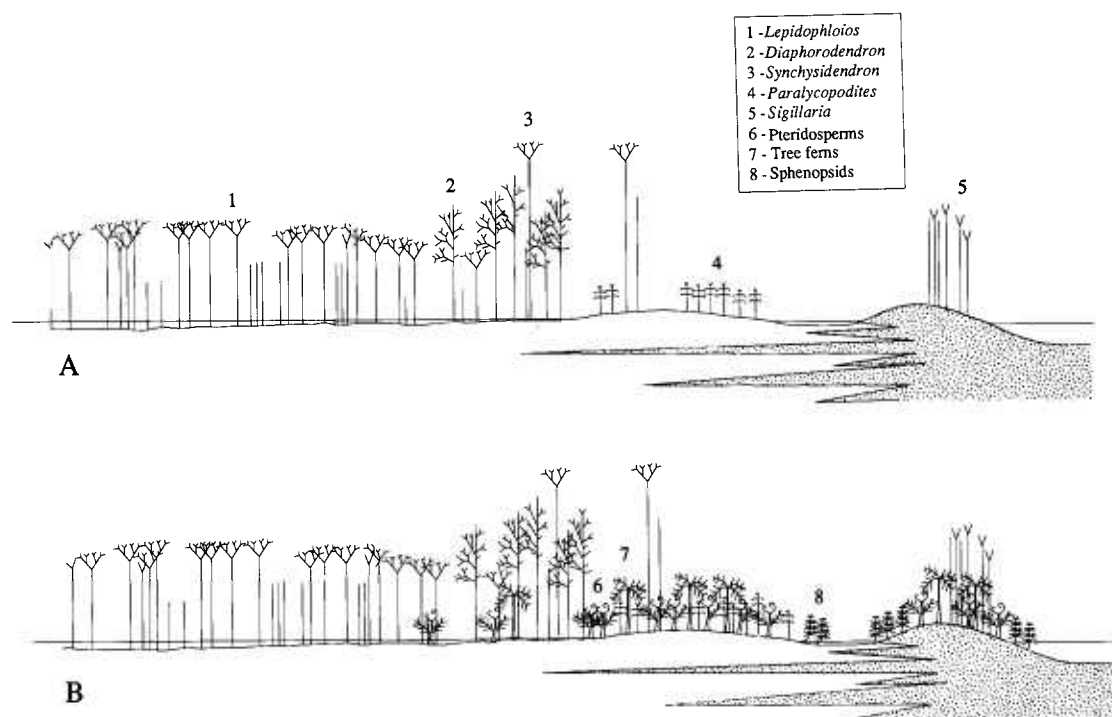 1 - Lepidophloios
2 - Diaphorodendron
3 - Synchysidendron
4 - Paralycopodites
5 - Sigillaria
6 - Pteridosperms
7 - Tree ferns
8 - Sphenopsids
3
1
2
5
4
A
7
6
8
B